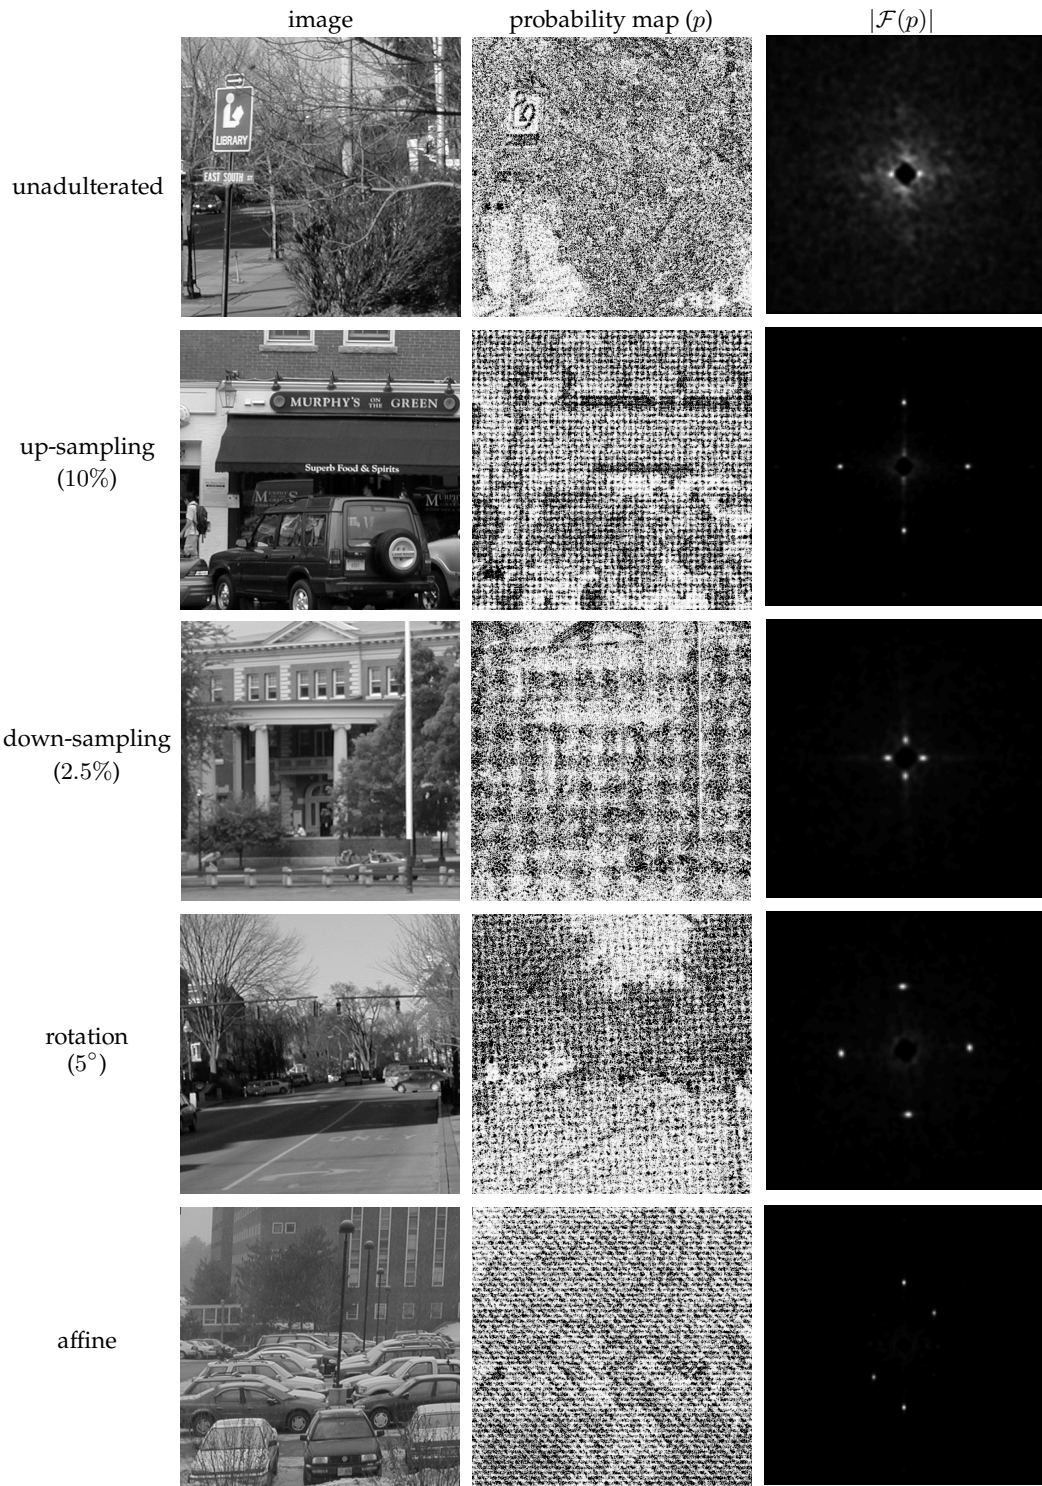 image probability map (p) |ℱ(p)|
unadulterated
LIBRARY
EAST SOUTH ST
up-sampling
(10%)
MURPHY'S ON THE GREEN
Superb Food & Spirits
down-sampling
(2.5%)
rotation
(5°)
ONLY
affine